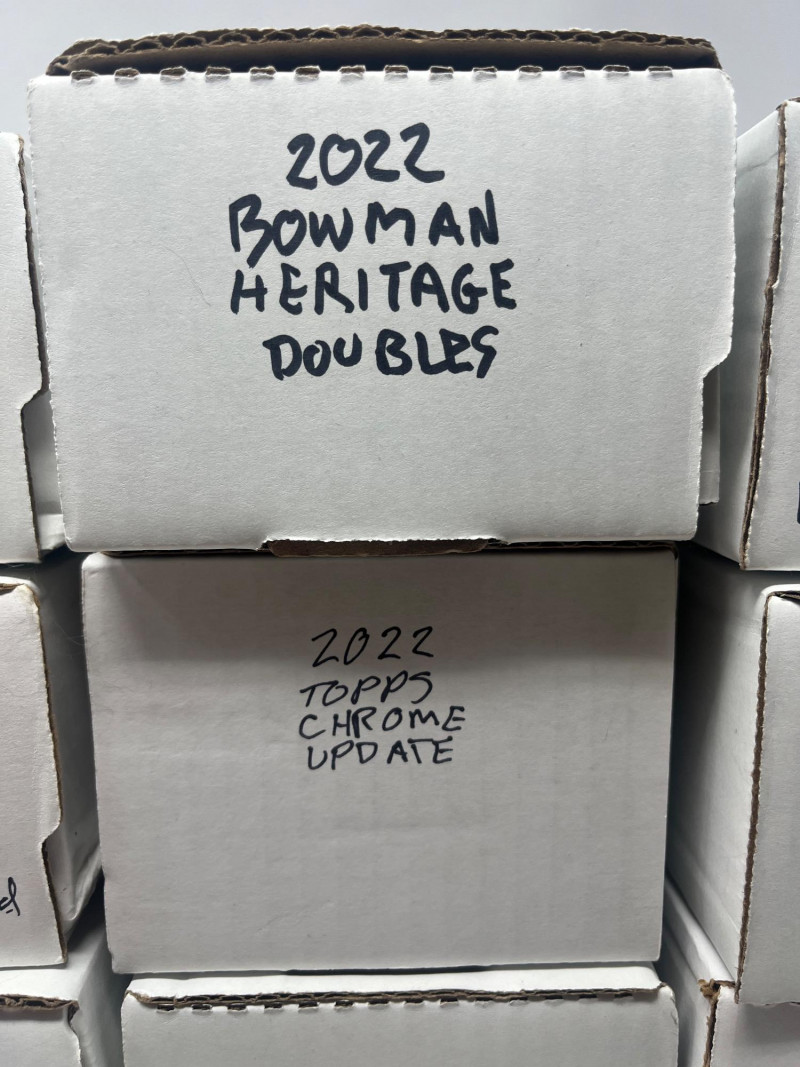 2022
BOWMAN
HERITAGE
DOUBLES
2022
TOPPS
CHROME
UPDATE